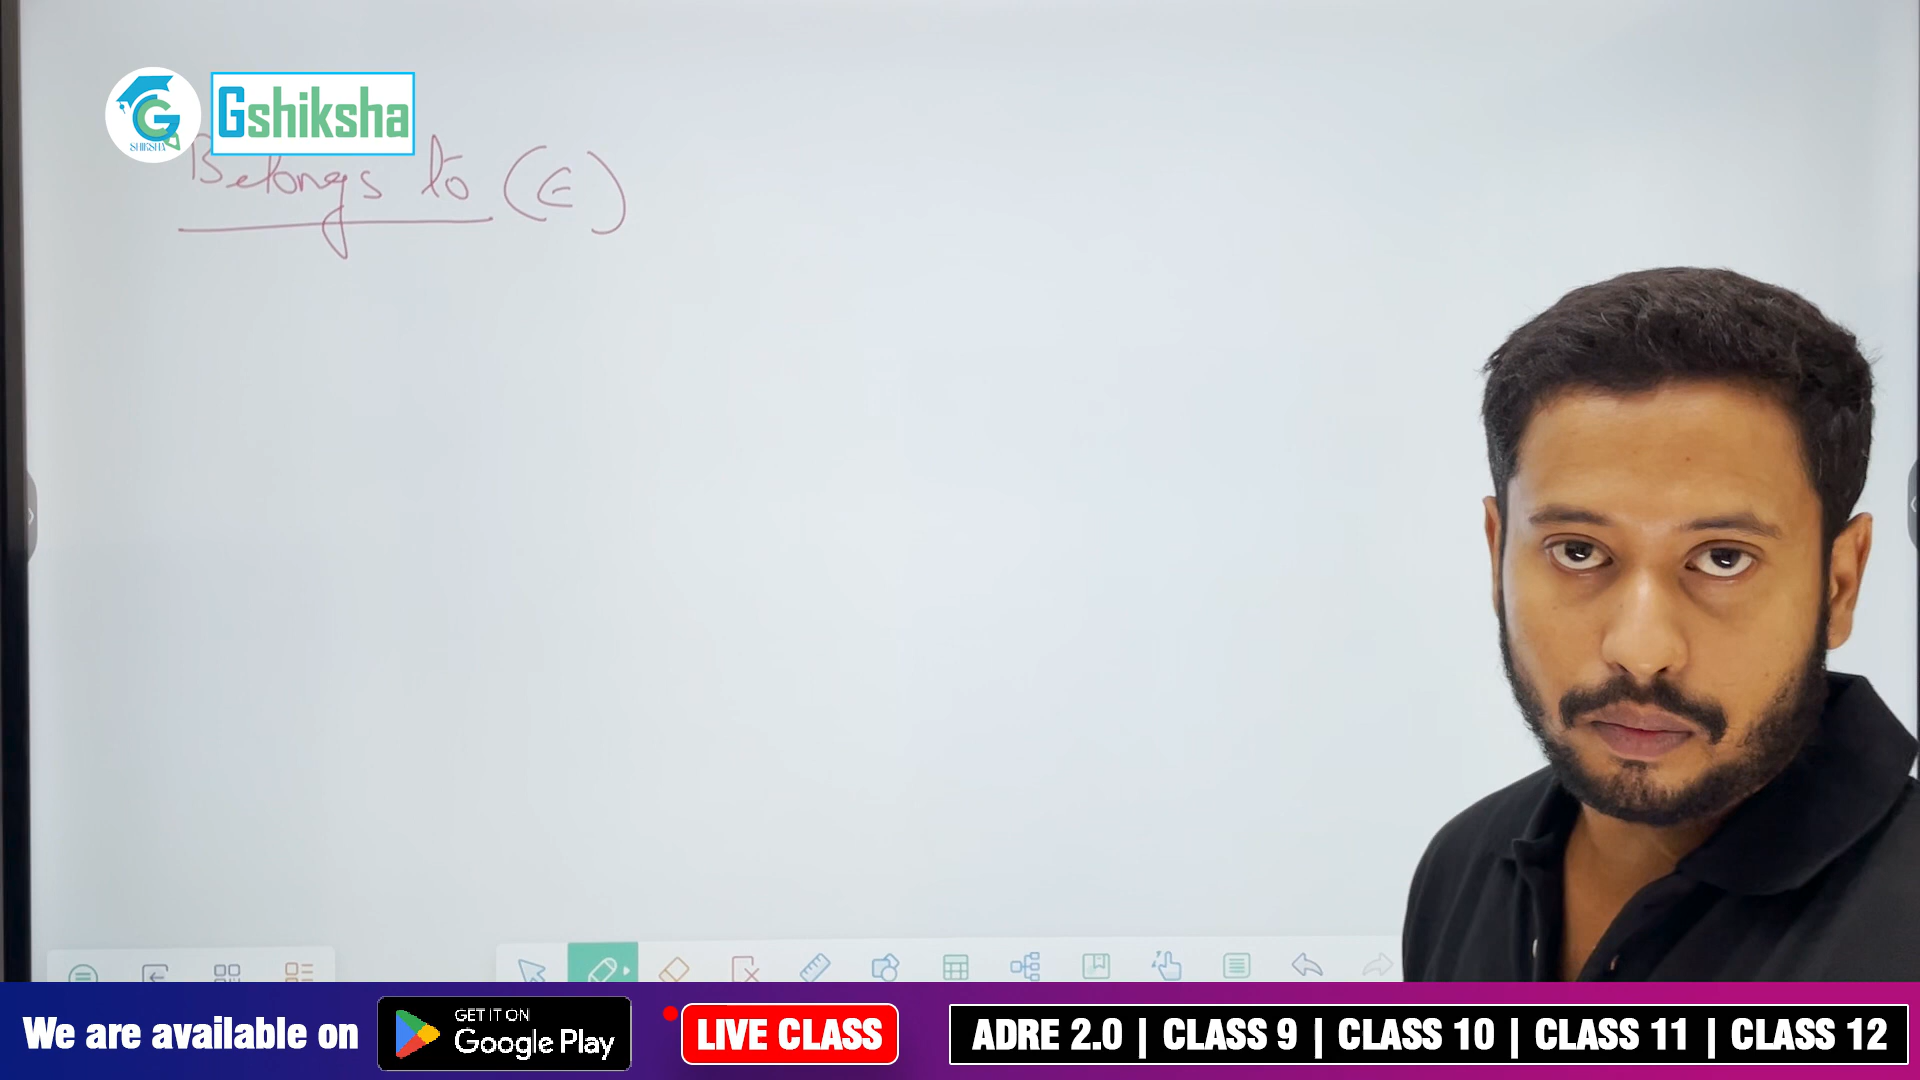 G
SHIKSHA
Gshiksha
Belongs to (∈)
We are available on
GET IT ON
Google Play
LIVE CLASS
ADRE 2.0 | CLASS 9 | CLASS 10 | CLASS 11 | CLASS 12